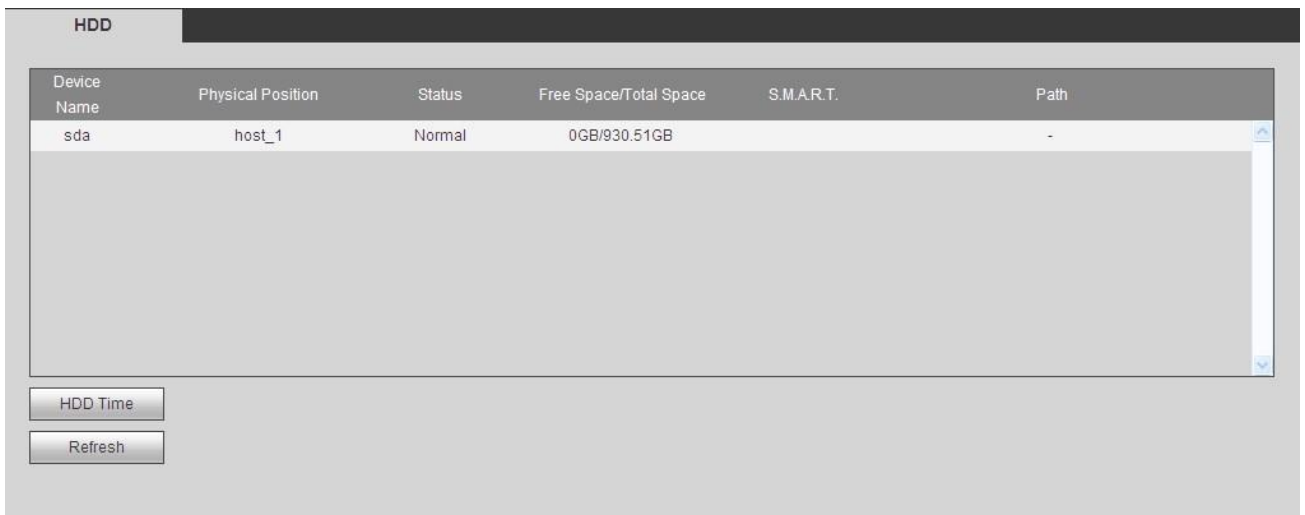 HDD
Device Name Physical Position Status Free Space/Total Space S.M.A.R.T. Path
sda host_1 Normal 0GB/930.51GB -
HDD Time
Refresh